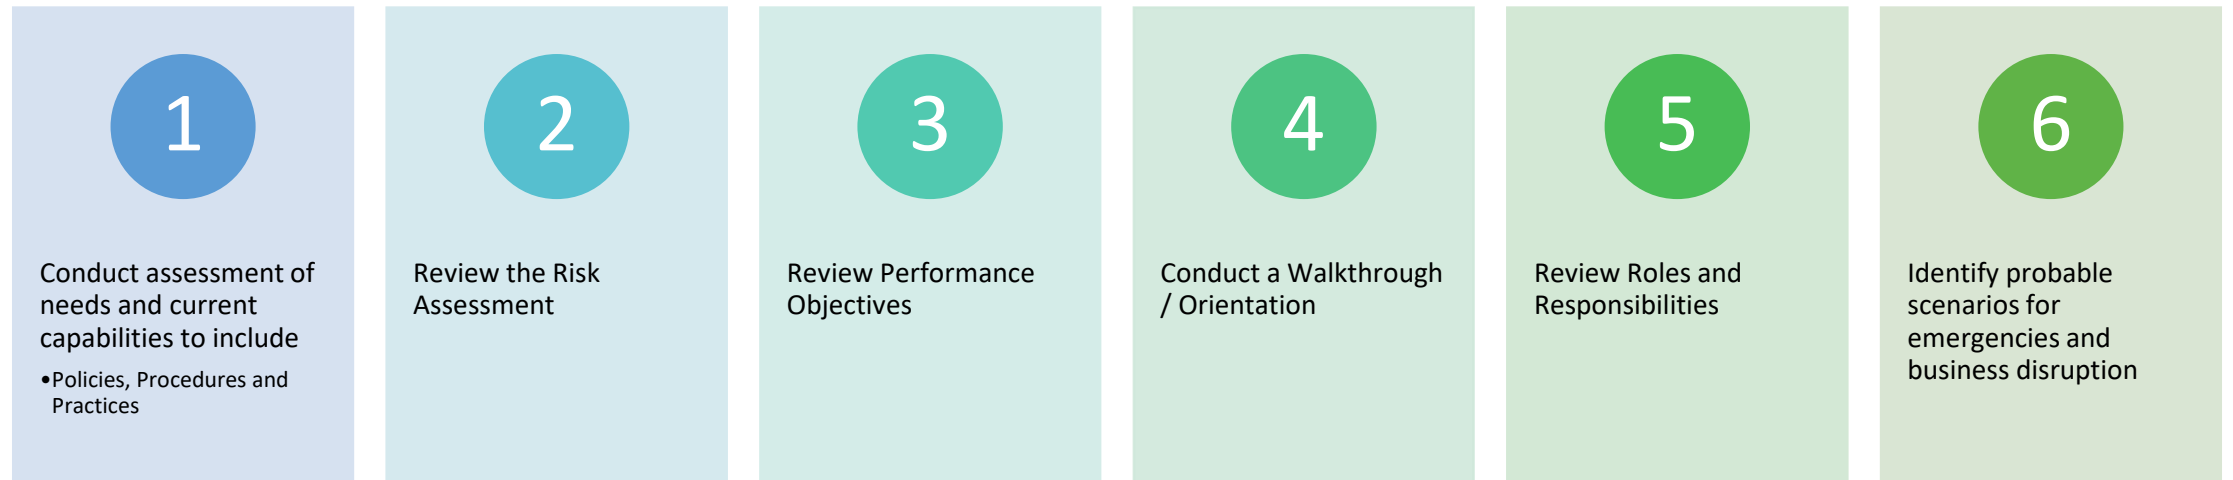 1
Conduct assessment of
needs and current
capabilities to include
•Policies, Procedures and
Practices
2
Review the Risk
Assessment
3
Review Performance
Objectives
4
Conduct a Walkthrough
/ Orientation
5
Review Roles and
Responsibilities
6
Identify probable
scenarios for
emergencies and
business disruption